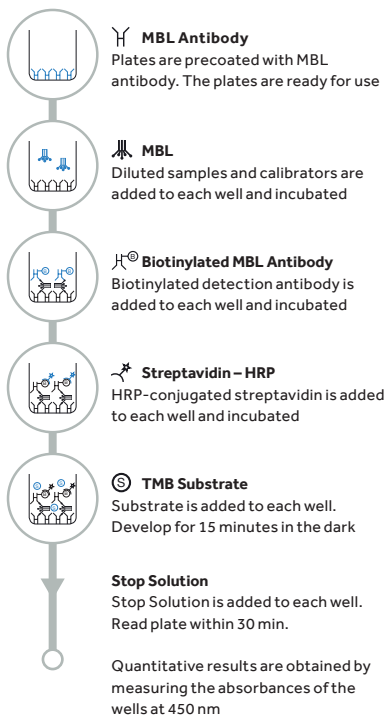 MBL Antibody
Plates are precoated with MBL
antibody. The plates are ready for use
MBL
Diluted samples and calibrators are
added to each well and incubated
B
Biotinylated MBL Antibody
Biotinylated detection antibody is
added to each well and incubated
Streptavidin – HRP
HRP-conjugated streptavidin is added
to each well and incubated
S
TMB Substrate
Substrate is added to each well.
Develop for 15 minutes in the dark
Stop Solution
Stop Solution is added to each well.
Read plate within 30 min.
Quantitative results are obtained by
measuring the absorbances of the
wells at 450 nm